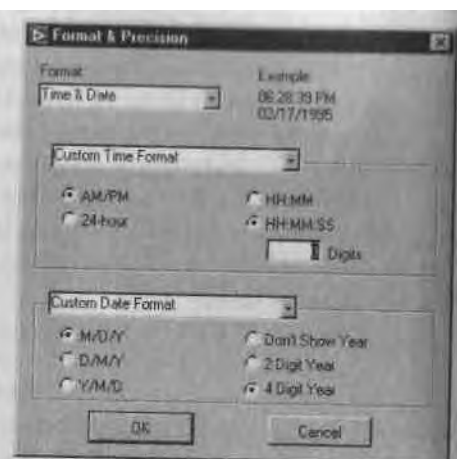 Format & Precision
Format
Example
Time & Date
06:28:39 PM
02/17/1995
Custom Time Format
AM/PM
HH:MM
24-hour
HH:MM:SS
Digits
Custom Date Format
M/D/Y
Don't Show Year
D/M/Y
2 Digit Year
Y/M/D
4 Digit Year
OK
Cancel